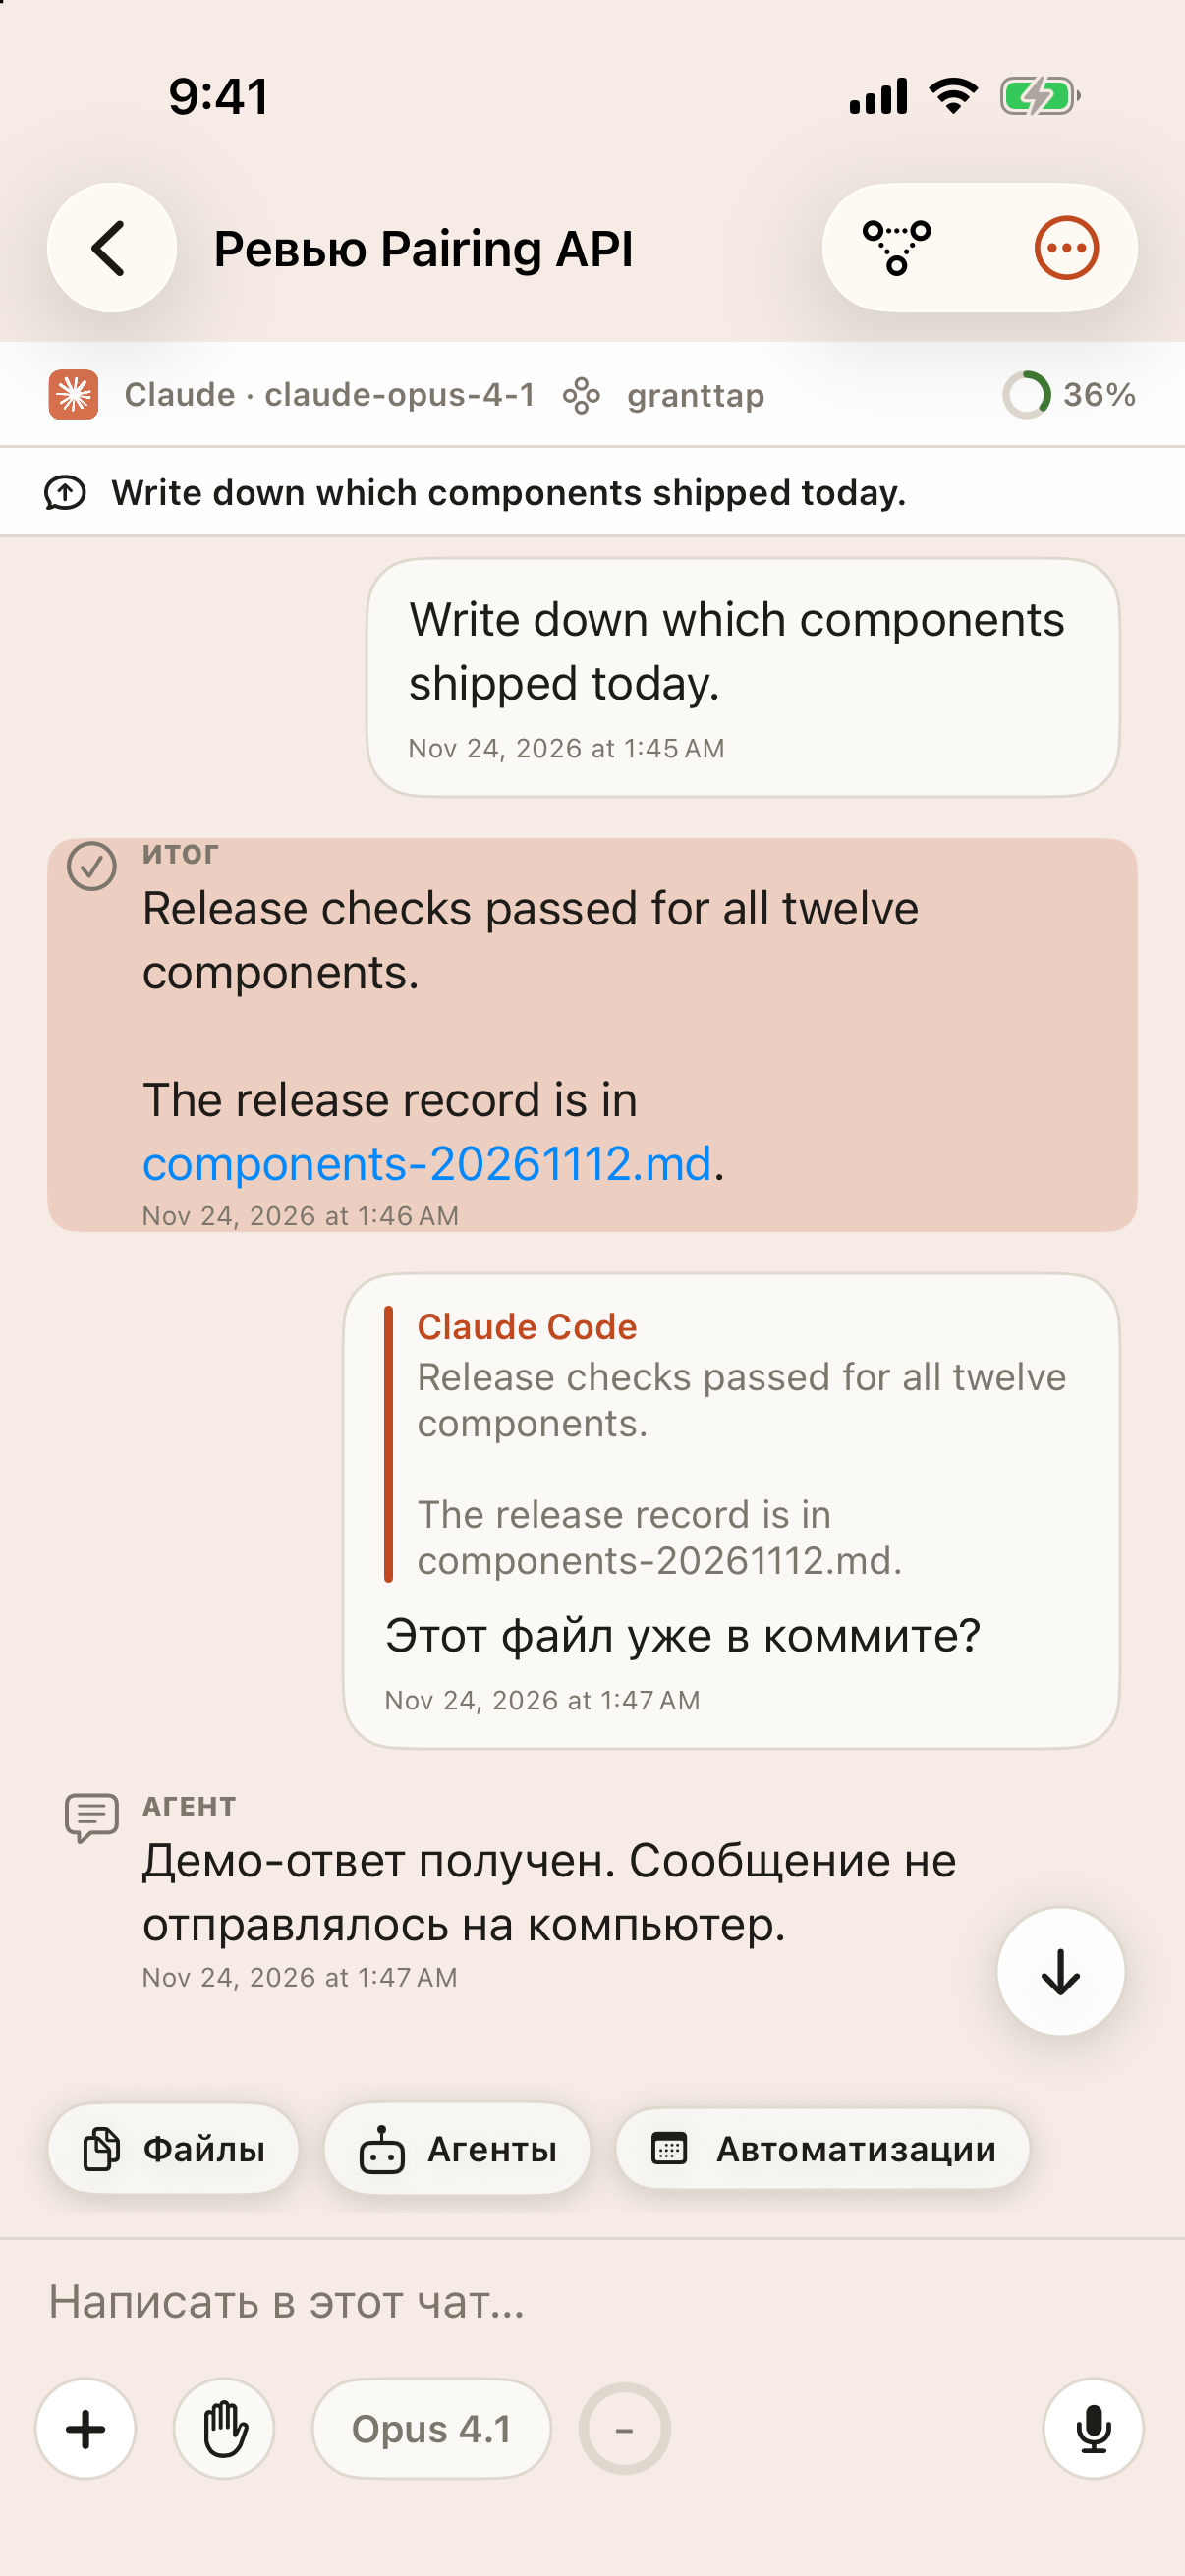 9:41
Ревью Pairing API
Claude · claude-opus-4-1 granttap 36%
Write down which components shipped today.
Write down which components
shipped today.
Nov 24, 2026 at 1:45 AM
ИТОГ
Release checks passed for all twelve
components.
The release record is in
components-20261112.md.
Nov 24, 2026 at 1:46 AM
Claude Code
Release checks passed for all twelve
components.
The release record is in
components-20261112.md.
Этот файл уже в коммите?
Nov 24, 2026 at 1:47 AM
АГЕНТ
Демо-ответ получен. Сообщение не
отправлялось на компьютер.
Nov 24, 2026 at 1:47 AM
Файлы Агенты Автоматизации
Написать в этот чат...
Opus 4.1 –